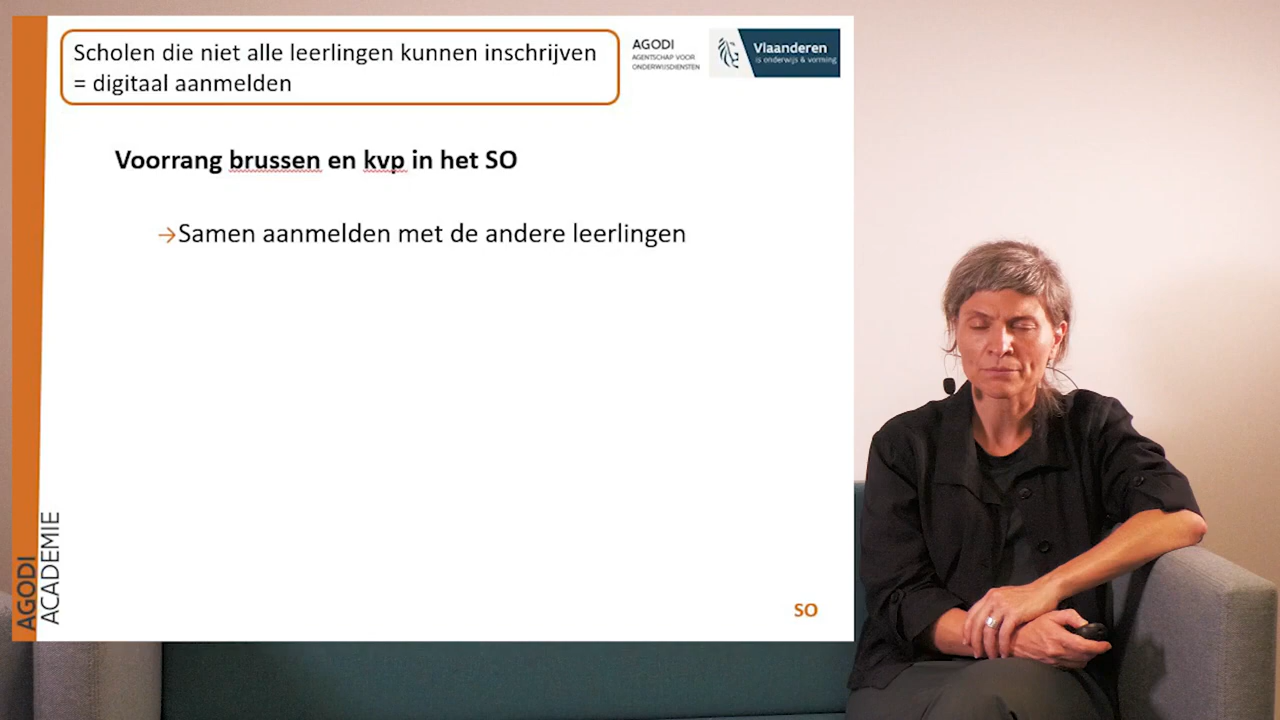 Scholen die niet alle leerlingen kunnen inschrijven
= digitaal aanmelden
AGODI
AGENTSCHAP VOOR
ONDERWIJSDIENSTEN
Vlaanderen
is onderwijs & vorming
Voorrang brussen en kvp in het SO
→Samen aanmelden met de andere leerlingen
AGODI
ACADEMIE
SO